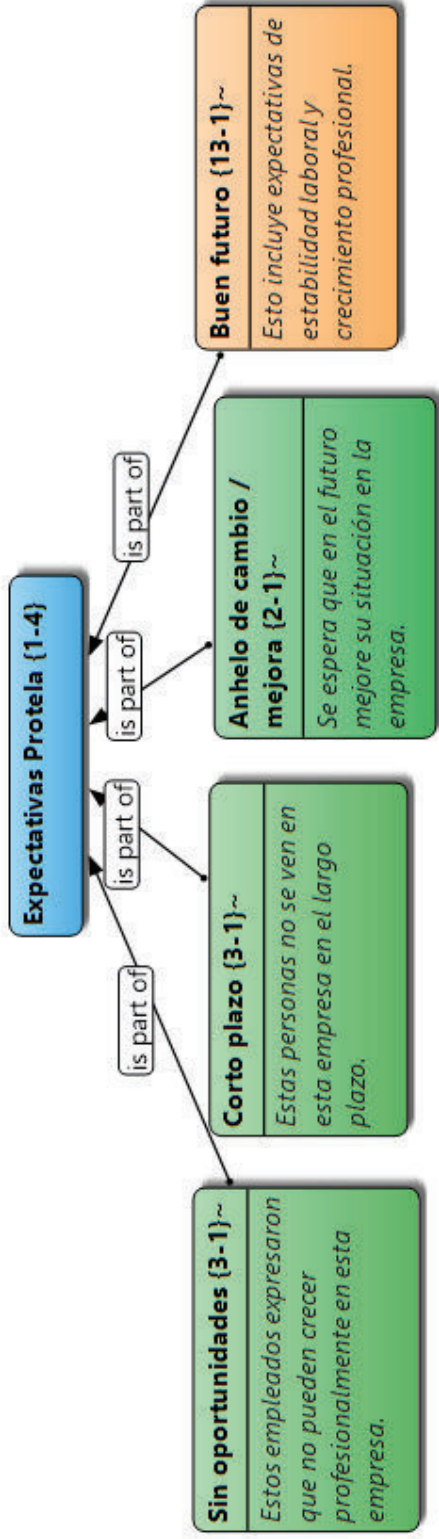 Expectativas Protela {1-4}
is part of
is part of
is part of
is part of
Sin oportunidades {3-1}~
Estos empleados expresaron
que no pueden crecer
profesionalmente en esta
empresa.
Corto plazo {3-1}~
Estas personas no se ven en
esta empresa en el largo
plazo.
Anhelo de cambio /
mejora {2-1}~
Se espera que en el futuro
mejore su situación en la
empresa.
Buen futuro {13-1}~
Esto incluye expectativas de
estabilidad laboral y
crecimiento profesional.